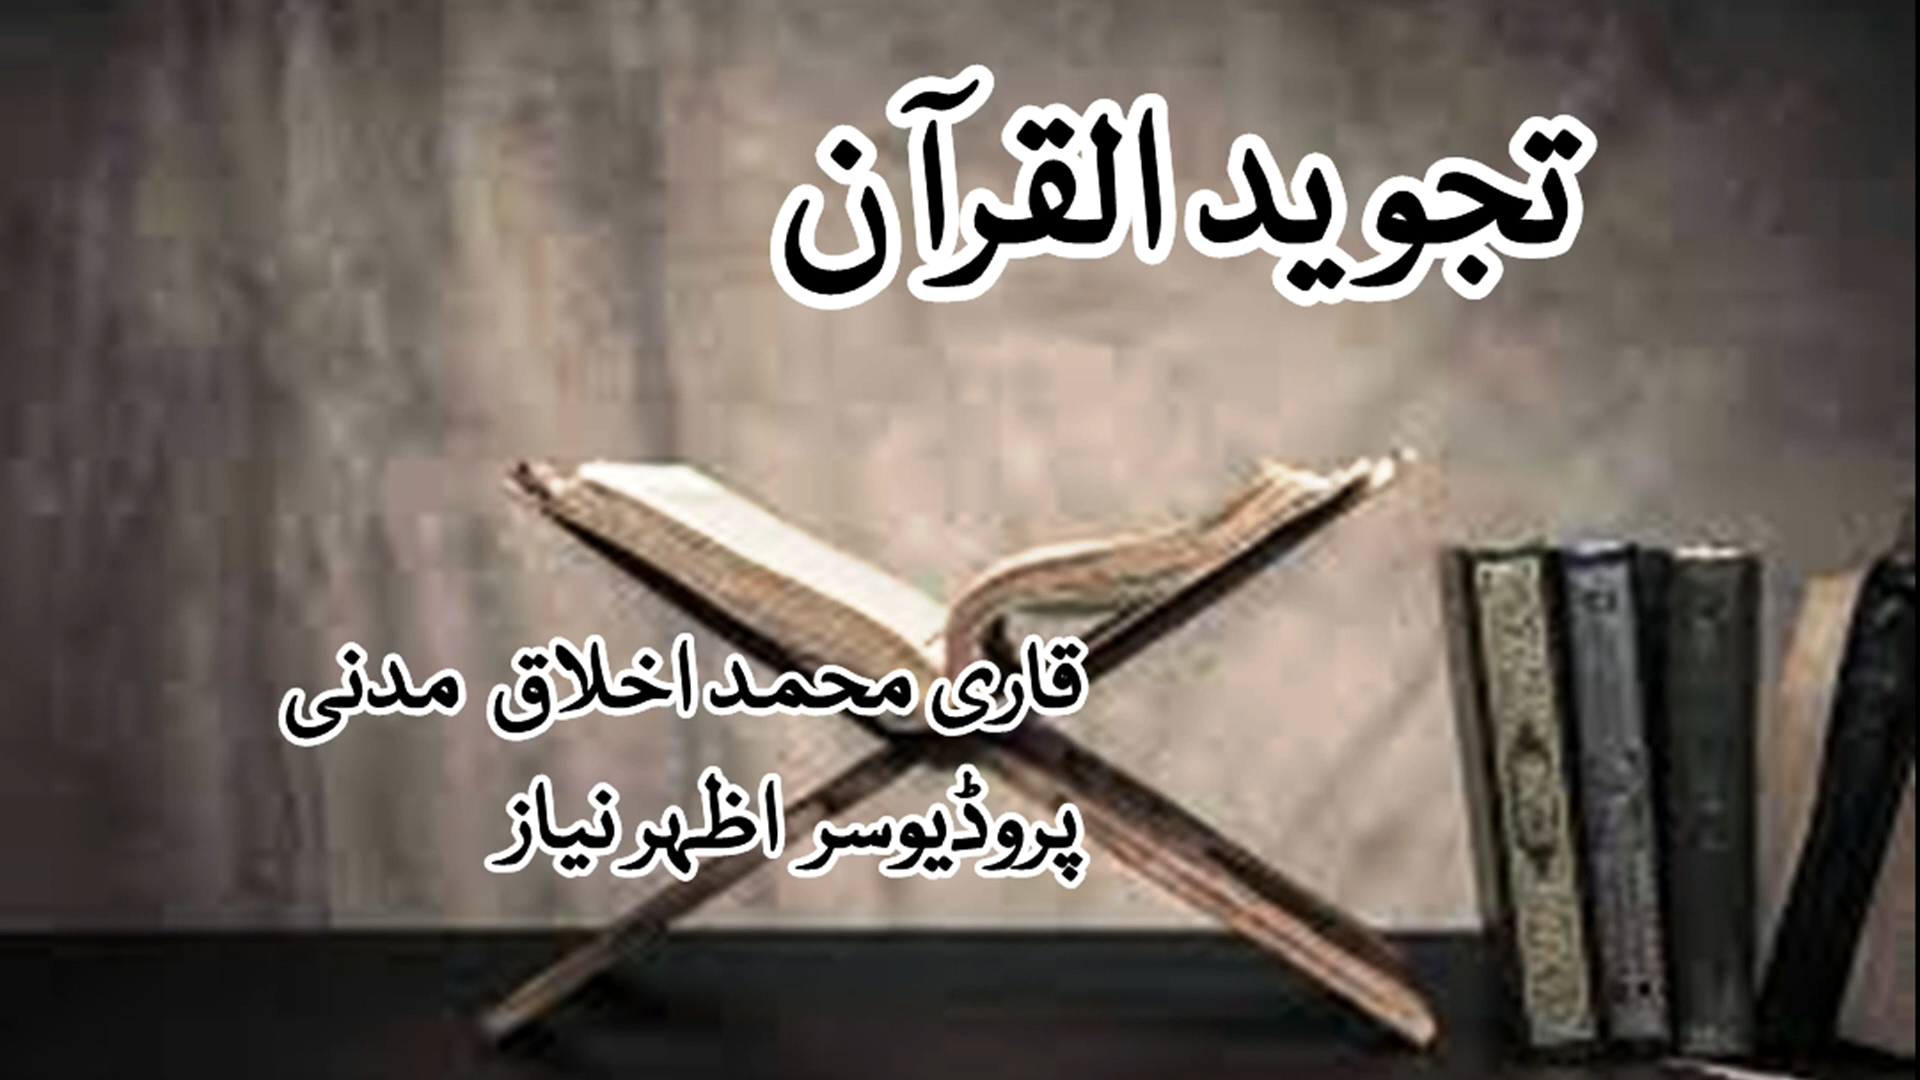 تجوید القرآن
قاری محمد اخلاق مدنی
پروڈیوسر اظہر نیاز